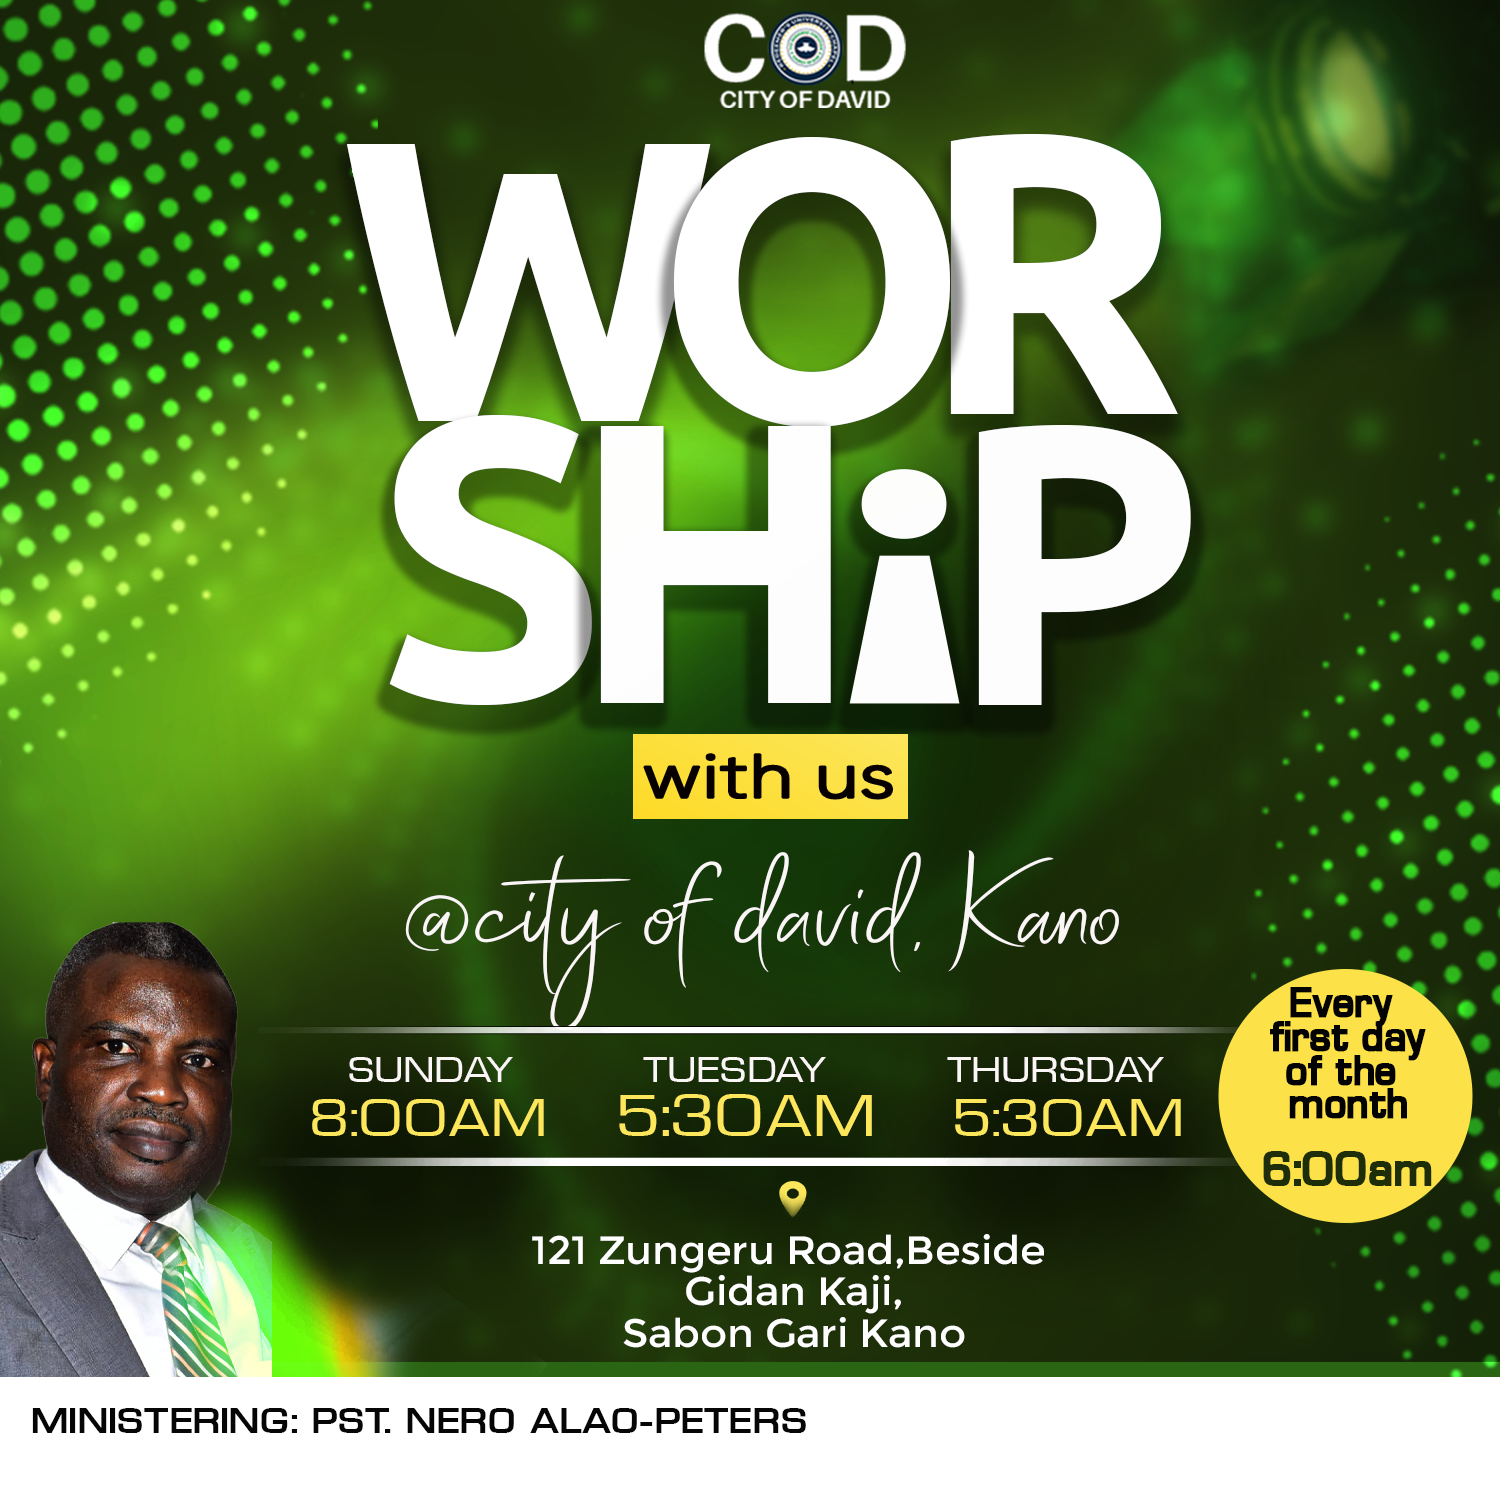 COD
CITY OF DAVID
WOR
SHiP
with us
@city of david, Kano
SUNDAY
8:00AM
TUESDAY
5:30AM
THURSDAY
5:30AM
Every
first day
of the
month
6:00am
121 Zungeru Road,Beside
Gidan Kaji,
Sabon Gari Kano
MINISTERING: PST. NERO ALAO-PETERS